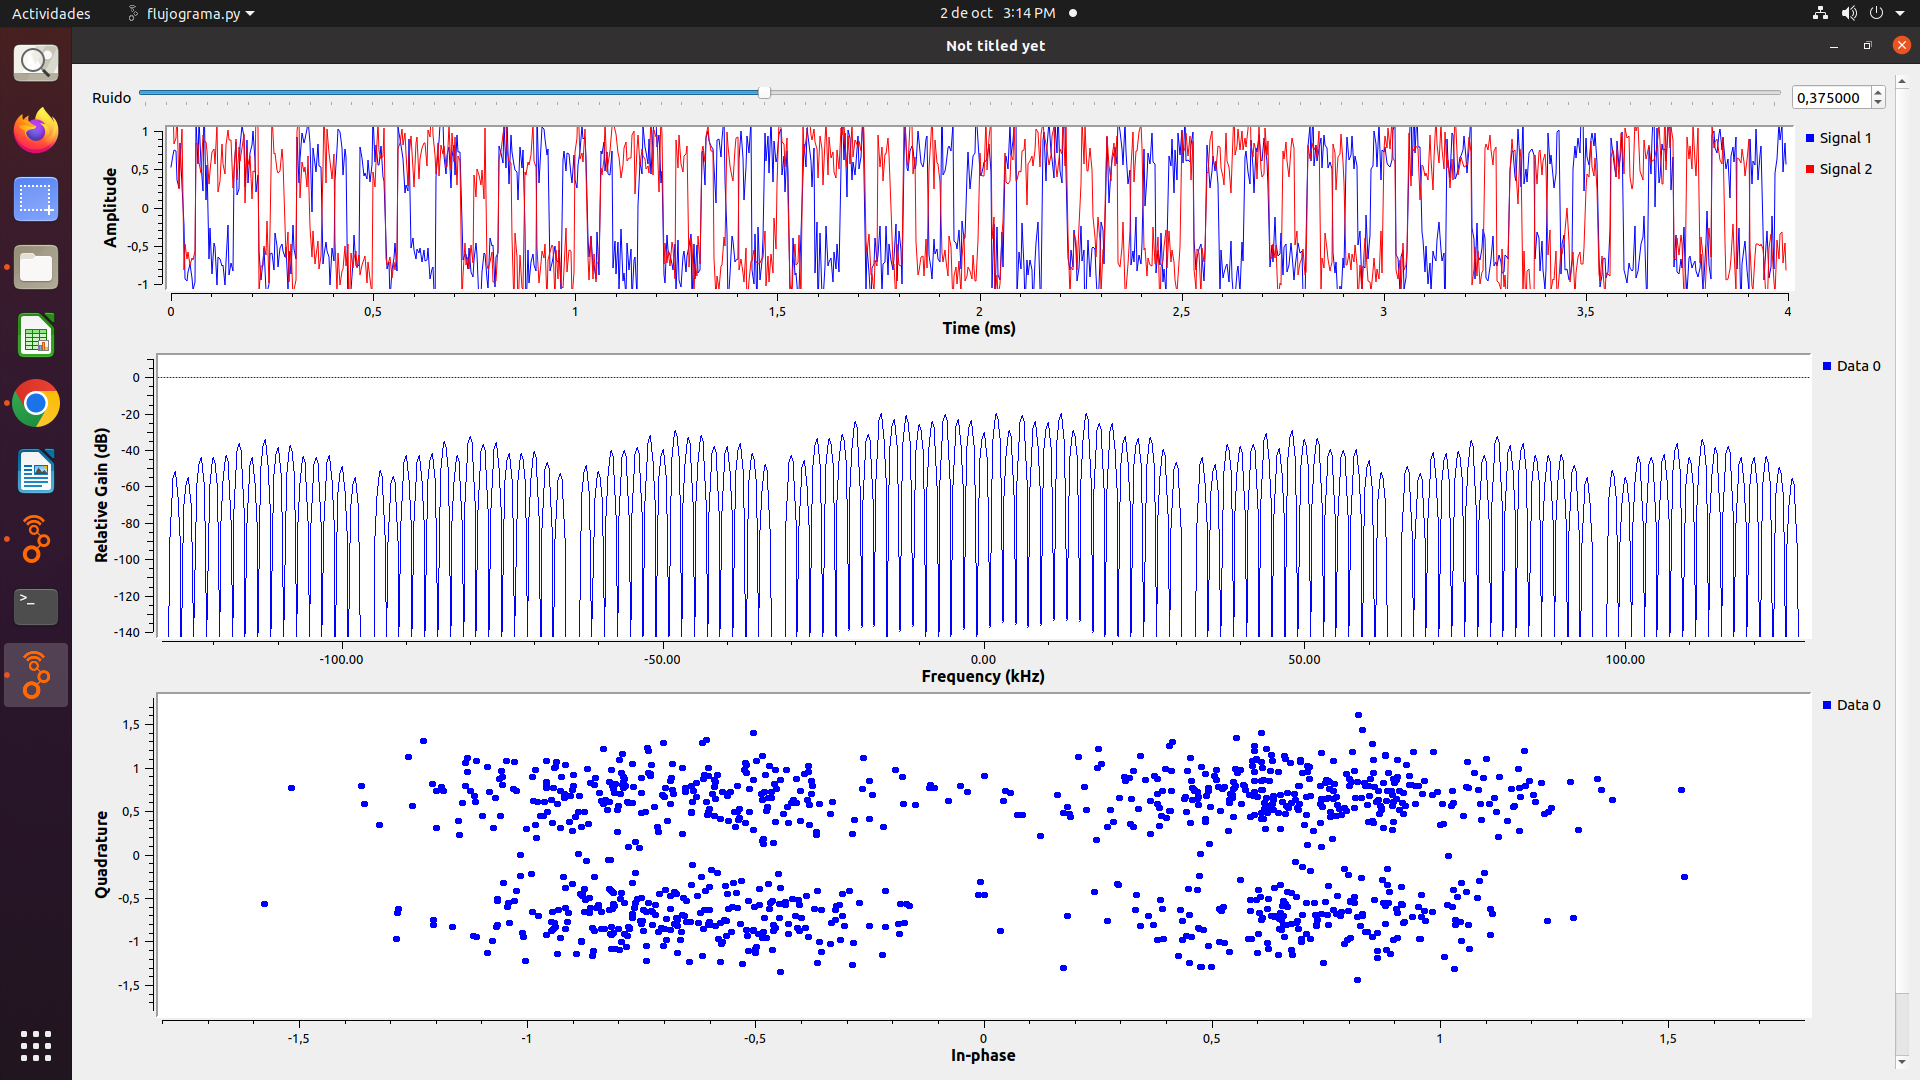 Actividades
flujograma.py
2 de oct 3:14 PM
Not titled yet
Ruido
0,375000
1
0,5
0
-0,5
-1
Amplitude
0
0,5
1
1,5
2
2,5
3
3,5
4
Time (ms)
Signal 1
Signal 2
0
-20
-40
-60
-80
-100
-120
-140
Relative Gain (dB)
-100.00
-50.00
0.00
50.00
100.00
Frequency (kHz)
Data 0
1,5
1
0,5
0
-0,5
-1
-1,5
Quadrature
-1,5
-1
-0,5
0
0,5
1
1,5
In-phase
Data 0